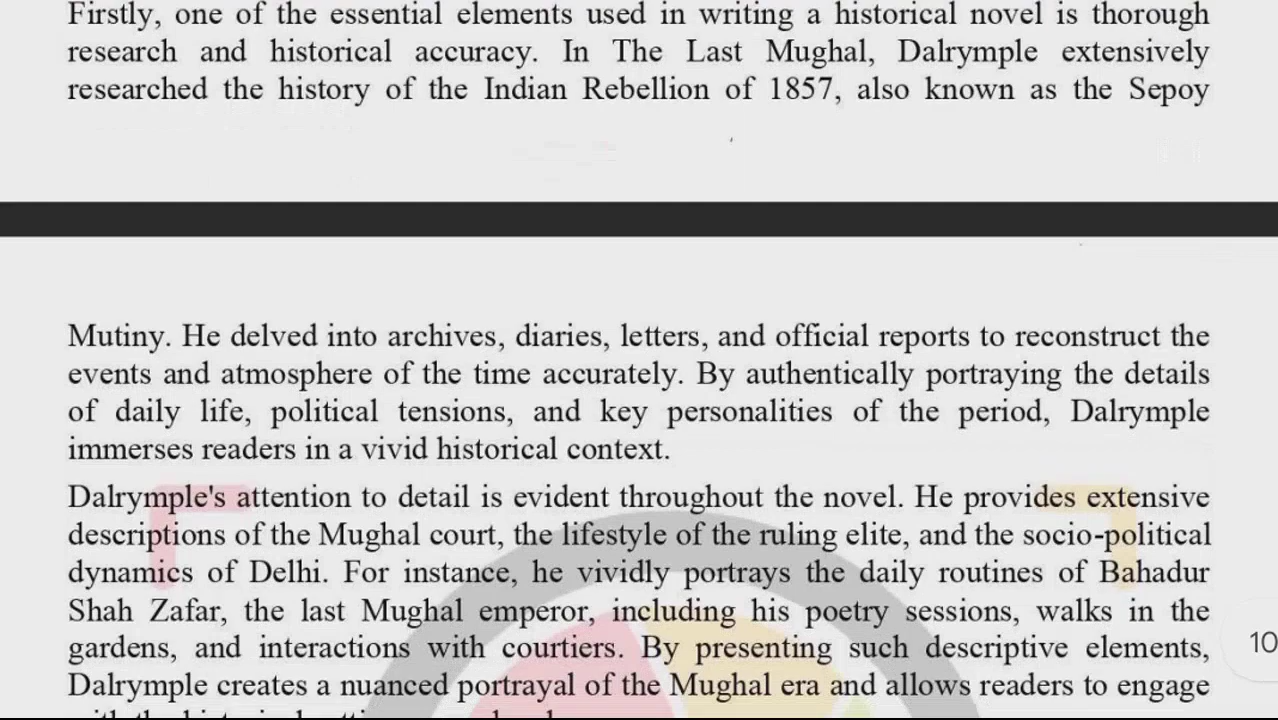 Firstly, one of the essential elements used in writing a historical novel is thorough
research and historical accuracy. In The Last Mughal, Dalrymple extensively
researched the history of the Indian Rebellion of 1857, also known as the Sepoy
Mutiny. He delved into archives, diaries, letters, and official reports to reconstruct the
events and atmosphere of the time accurately. By authentically portraying the details
of daily life, political tensions, and key personalities of the period, Dalrymple
immerses readers in a vivid historical context.
Dalrymple's attention to detail is evident throughout the novel. He provides extensive
descriptions of the Mughal court, the lifestyle of the ruling elite, and the socio-political
dynamics of Delhi. For instance, he vividly portrays the daily routines of Bahadur
Shah Zafar, the last Mughal emperor, including his poetry sessions, walks in the
gardens, and interactions with courtiers. By presenting such descriptive elements,
Dalrymple creates a nuanced portrayal of the Mughal era and allows readers to engage
10